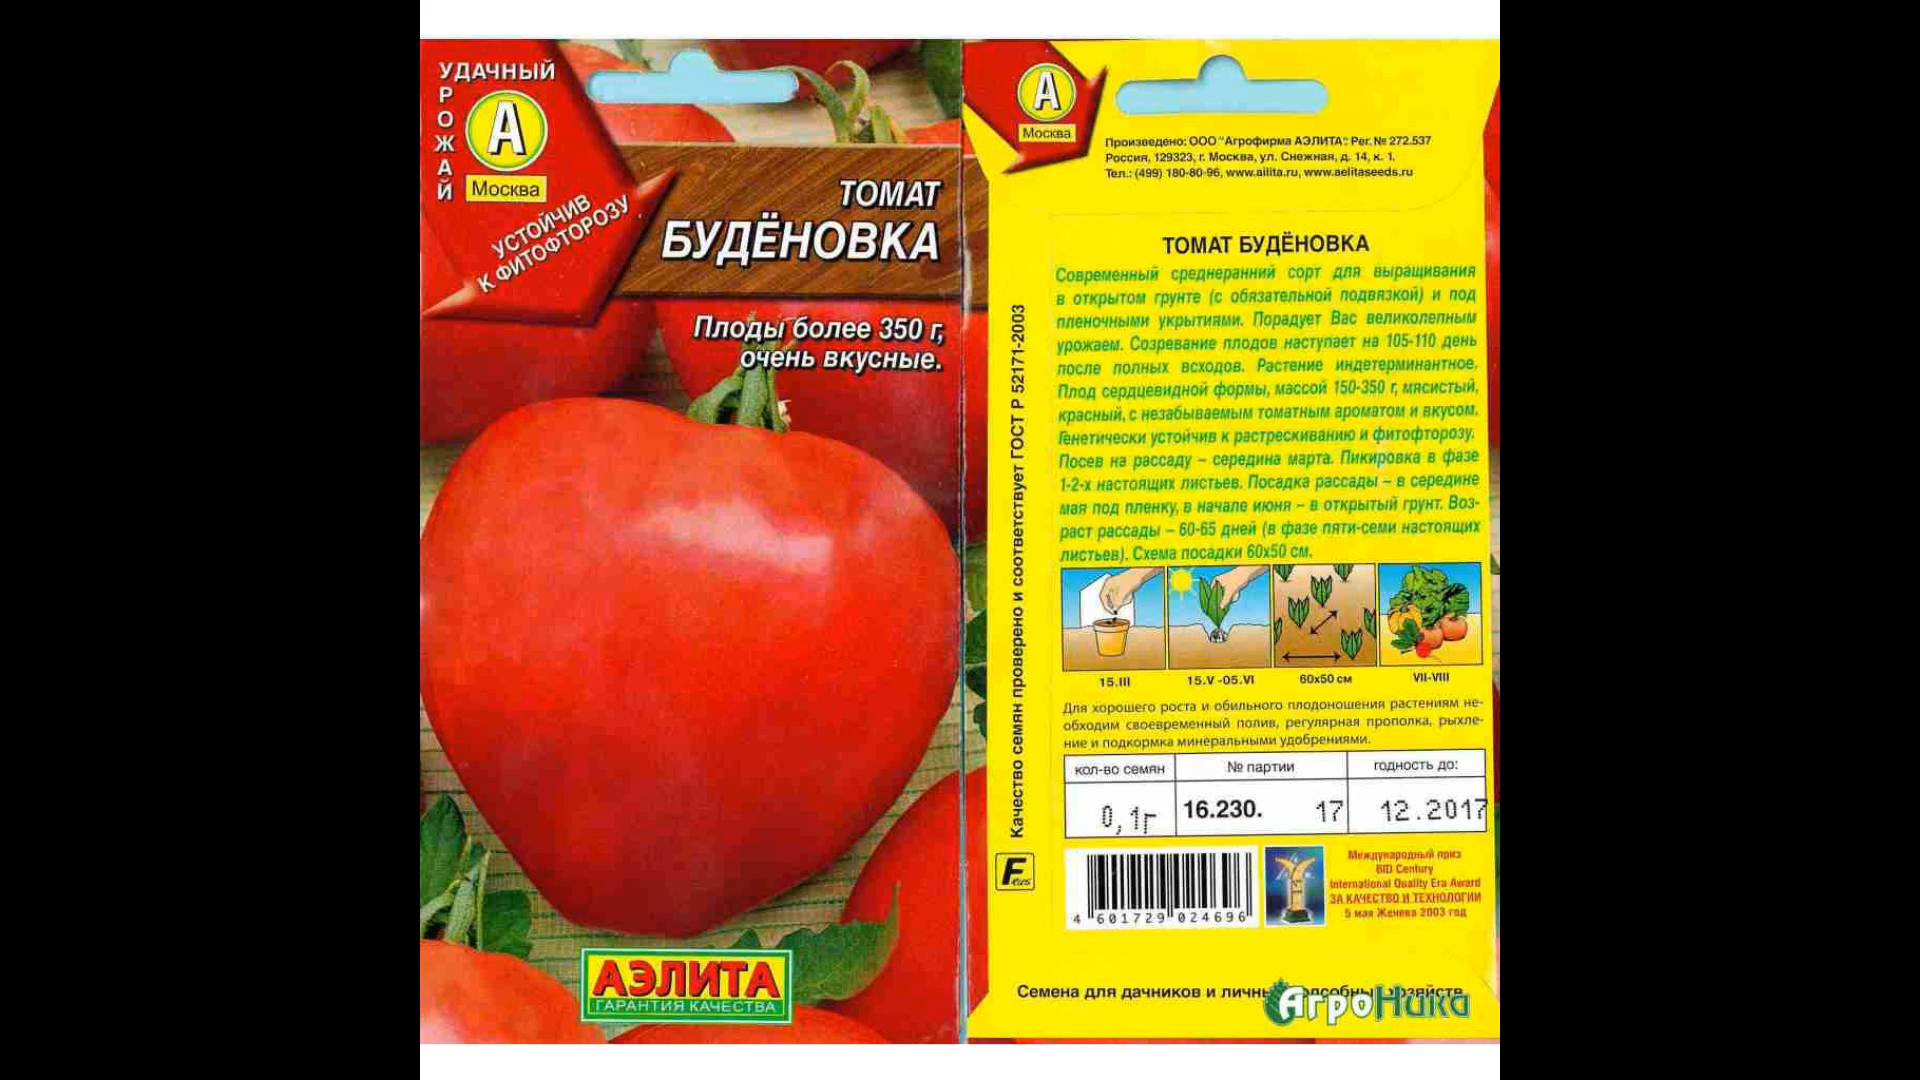 УДАЧНЫЙ
УРОЖАЙ
А
Москва
УСТОЙЧИВ
К ФИТОФТОРОЗУ
ТОМАТ
БУДЁНОВКА
Плоды более 350 г,
очень вкусные.
АЭЛИТА
ГАРАНТИЯ КАЧЕСТВА
А
Москва
Произведено: ООО "Агрофирма АЭЛИТА". Рег. № 272.537
Россия, 129323, г. Москва, ул. Снежная, д. 14, к. 1.
Тел.: (499) 180-80-96, www.ailita.ru, www.aelitaseeds.ru
ТОМАТ БУДЁНОВКА
Современный среднеранний сорт для выращивания
в открытом грунте (с обязательной подвязкой) и под
пленочными укрытиями. Порадует Вас великолепным
урожаем. Созревание плодов наступает на 105-110 день
после полных всходов. Растение индетерминантное.
Плод сердцевидной формы, массой 150-350 г, мясистый,
красный, с незабываемым томатным ароматом и вкусом.
Генетически устойчив к растрескиванию и фитофторозу.
Посев на рассаду – середина марта. Пикировка в фазе
1-2-х настоящих листьев. Посадка рассады – в середине
мая под пленку, в начале июня – в открытый грунт. Воз-
раст рассады – 60-65 дней (в фазе пяти-семи настоящих
листьев). Схема посадки 60х50 см.
15.III 15.V -05.VI 60х50 см VII-VIII
Для хорошего роста и обильного плодоношения растениям не-
обходим своевременный полив, регулярная прополка, рыхле-
ние и подкормка минеральными удобрениями.
кол-во семян № партии годность до:
0,1г 16.230. 17 12.2017
Качество семян проверено и соответствует ГОСТ Р 52171-2003
4 601729 024696
Международный приз
BID Century
International Quality Era Award
ЗА КАЧЕСТВО И ТЕХНОЛОГИИ
5 мая Женева 2003 год
Семена для дачников и личных подсобных хозяйств
АгроНика